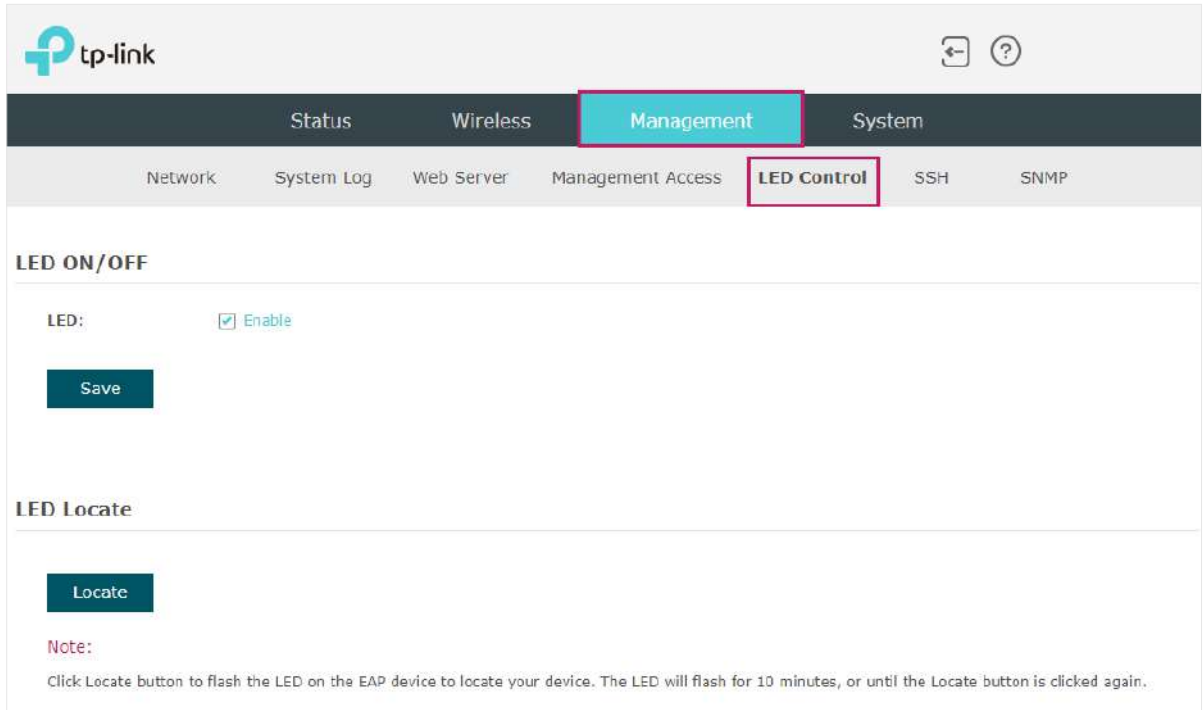 tp-link
Status Wireless Management System
Network System Log Web Server Management Access LED Control SSH SNMP
LED ON/OFF
LED: Enable
Save
LED Locate
Locate
Note:
Click Locate button to flash the LED on the EAP device to locate your device. The LED will flash for 10 minutes, or until the Locate button is clicked again.